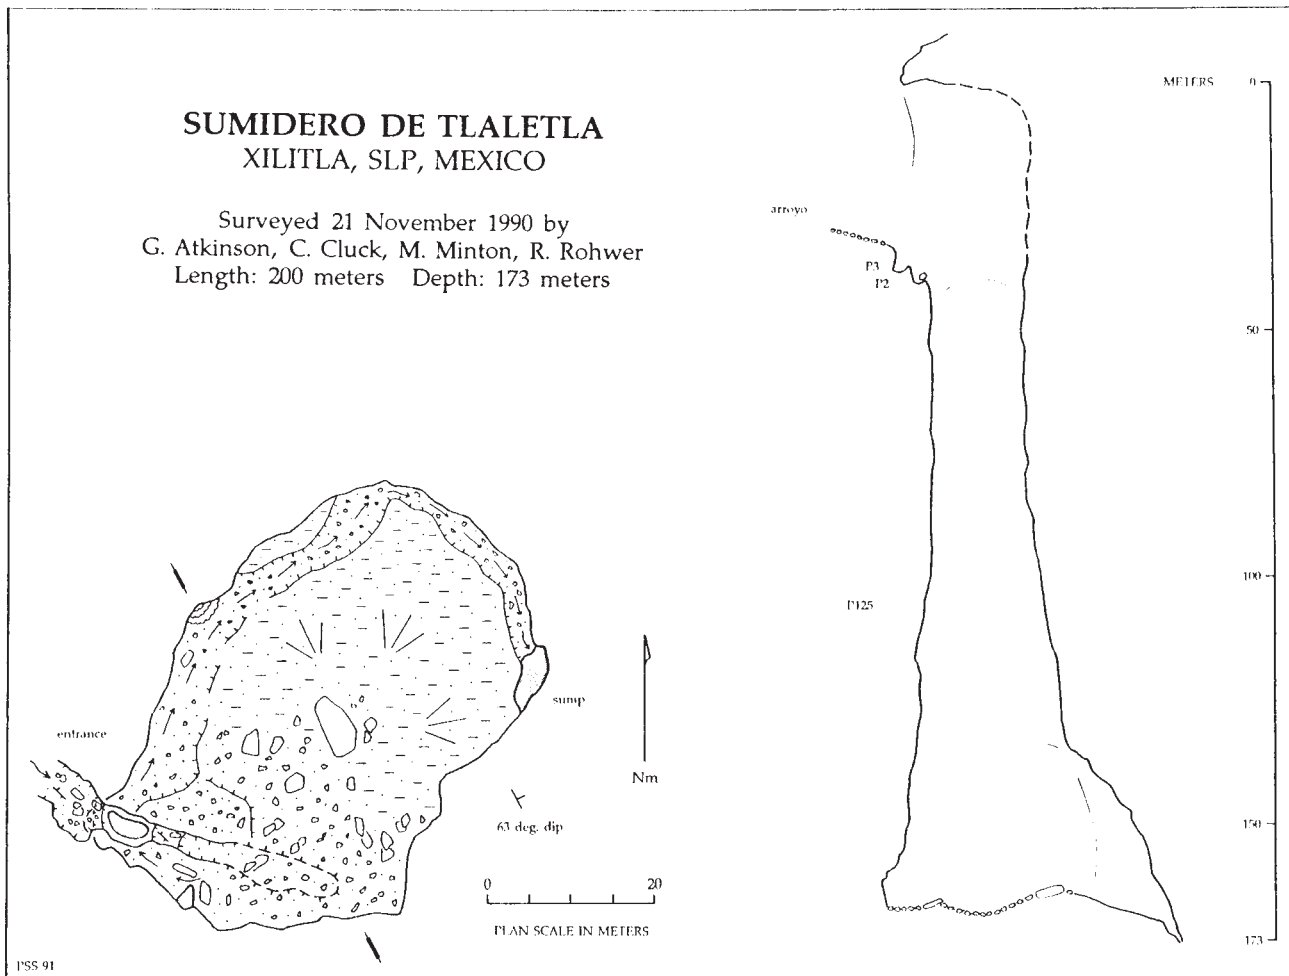 SUMIDERO DE TLALETLA
XILITLA, SLP, MEXICO
Surveyed 21 November 1990 by
G. Atkinson, C. Cluck, M. Minton, R. Rohwer
Length: 200 meters Depth: 173 meters
METERS 0
arroyo
P3
P2
50
100
P125
150
173
entrance
sump
Nm
63 deg. dip
0 20
PLAN SCALE IN METERS
PSS 91